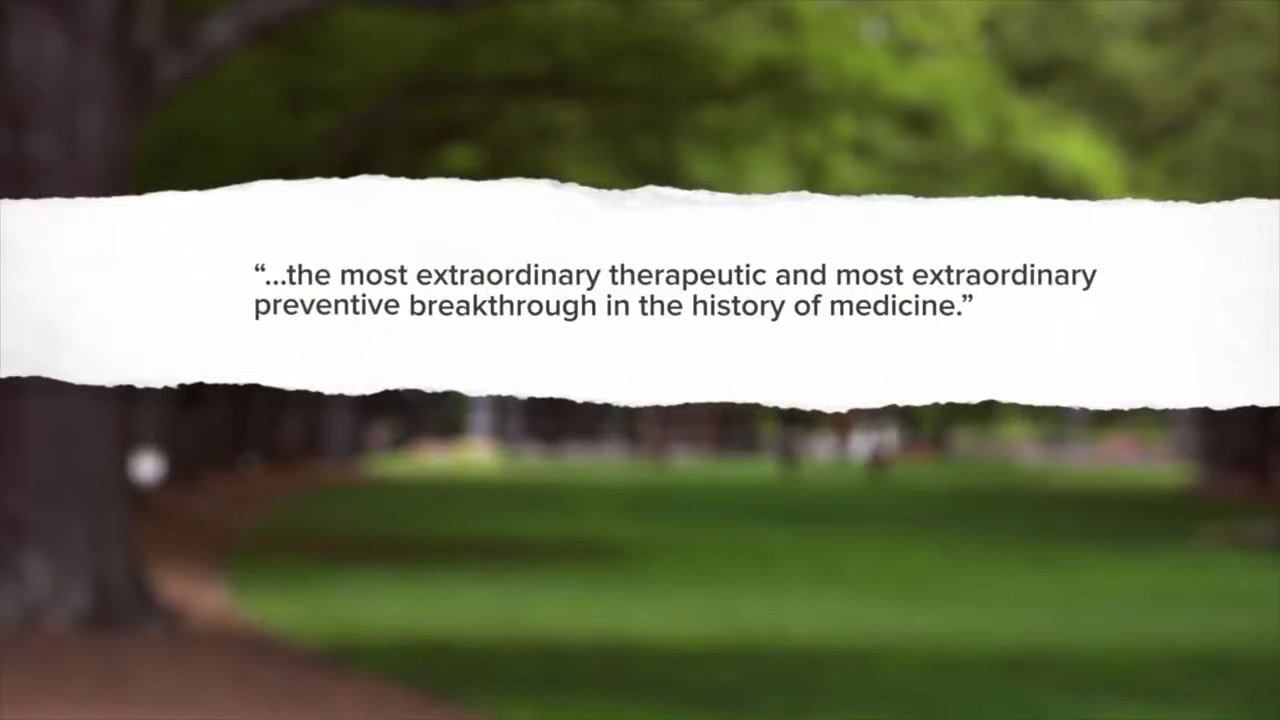 “...the most extraordinary therapeutic and most extraordinary
preventive breakthrough in the history of medicine.”